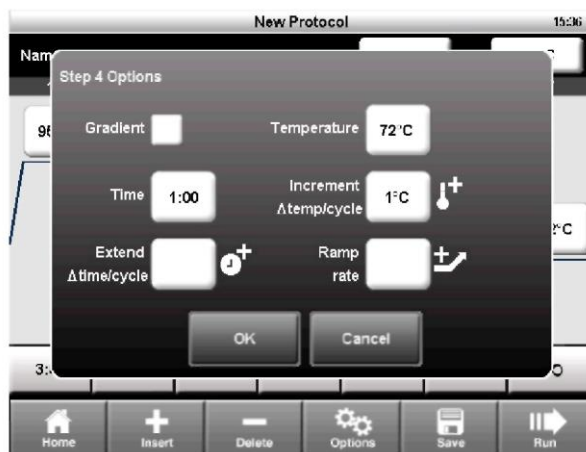 New Protocol 15:36
Nam
Step 4 Options
Gradient
Temperature 72°C
Time 1:00
Increment
Δtemp/cycle 1°C
Extend
Δtime/cycle
Ramp
rate
OK Cancel
Home Insert Delete Options Save Run